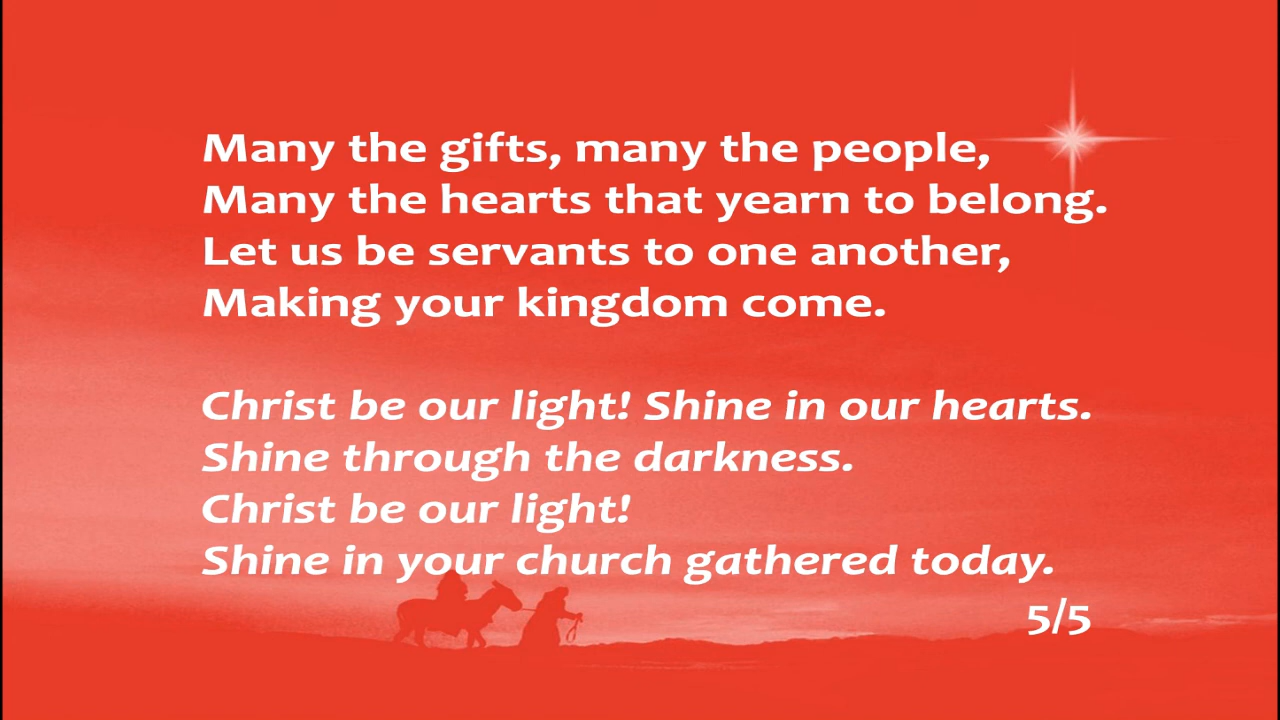 Many the gifts, many the people,
Many the hearts that yearn to belong.
Let us be servants to one another,
Making your kingdom come.
Christ be our light! Shine in our hearts.
Shine through the darkness.
Christ be our light!
Shine in your church gathered today.
5/5